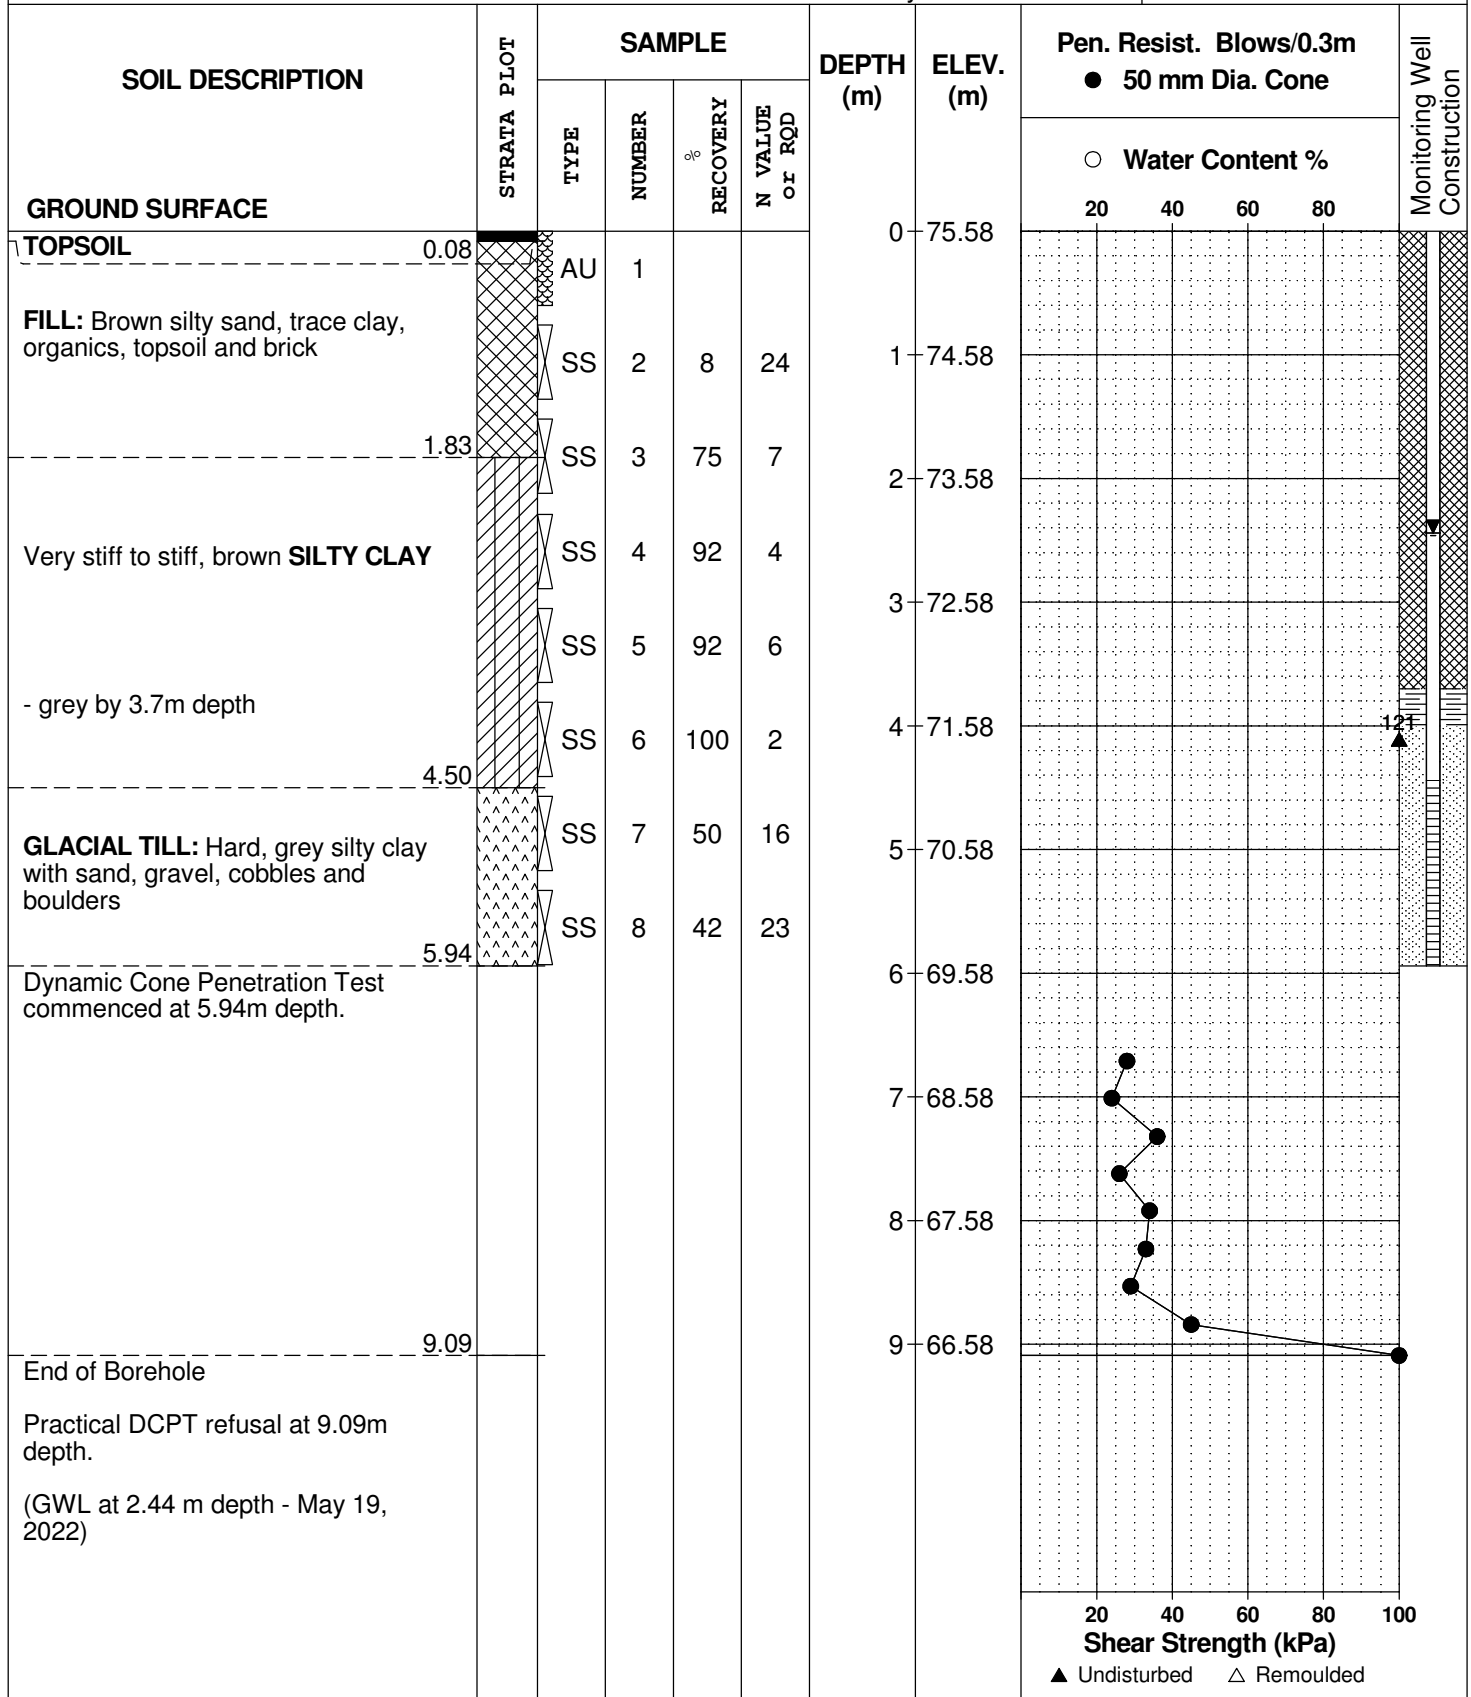 SOIL DESCRIPTION
GROUND SURFACE
STRATA PLOT
SAMPLE
TYPE
NUMBER
% RECOVERY
N VALUE or RQD
DEPTH
(m)
ELEV.
(m)
Pen. Resist. Blows/0.3m
● 50 mm Dia. Cone
○ Water Content %
20 40 60 80
Monitoring Well
Construction
TOPSOIL 0.08
FILL: Brown silty sand, trace clay,
organics, topsoil and brick
1.83
Very stiff to stiff, brown SILTY CLAY
- grey by 3.7m depth
4.50
GLACIAL TILL: Hard, grey silty clay
with sand, gravel, cobbles and
boulders
5.94
Dynamic Cone Penetration Test
commenced at 5.94m depth.
9.09
End of Borehole
Practical DCPT refusal at 9.09m
depth.
(GWL at 2.44 m depth - May 19,
2022)
AU 1
SS 2 8 24
SS 3 75 7
SS 4 92 4
SS 5 92 6
SS 6 100 2
SS 7 50 16
SS 8 42 23
0 75.58
1 74.58
2 73.58
3 72.58
4 71.58
5 70.58
6 69.58
7 68.58
8 67.58
9 66.58
121
20 40 60 80 100
Shear Strength (kPa)
▲ Undisturbed △ Remoulded